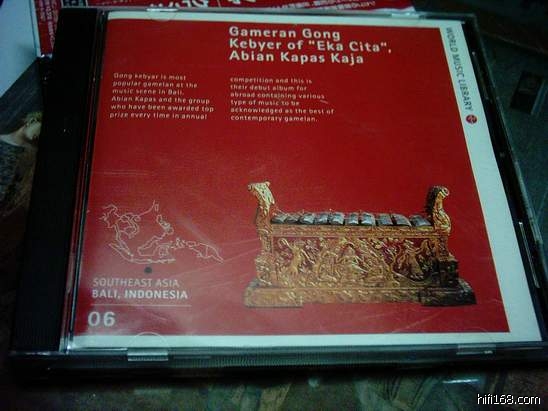 Gameran Gong
Kebyer of "Eka Cita",
Abian Kapas Kaja
Gong kebyar is most
popular gamelan at the
music scene in Bali.
Abian Kapas and the group
who have been awarded top
prize every time in annual
competition and this is
their debut album for
abroad containing various
type of music to be
acknowledged as the best of
contemporary gamelan.
WORLD MUSIC LIBRARY
SOUTHEAST ASIA
BALI, INDONESIA
06
hifi168.com